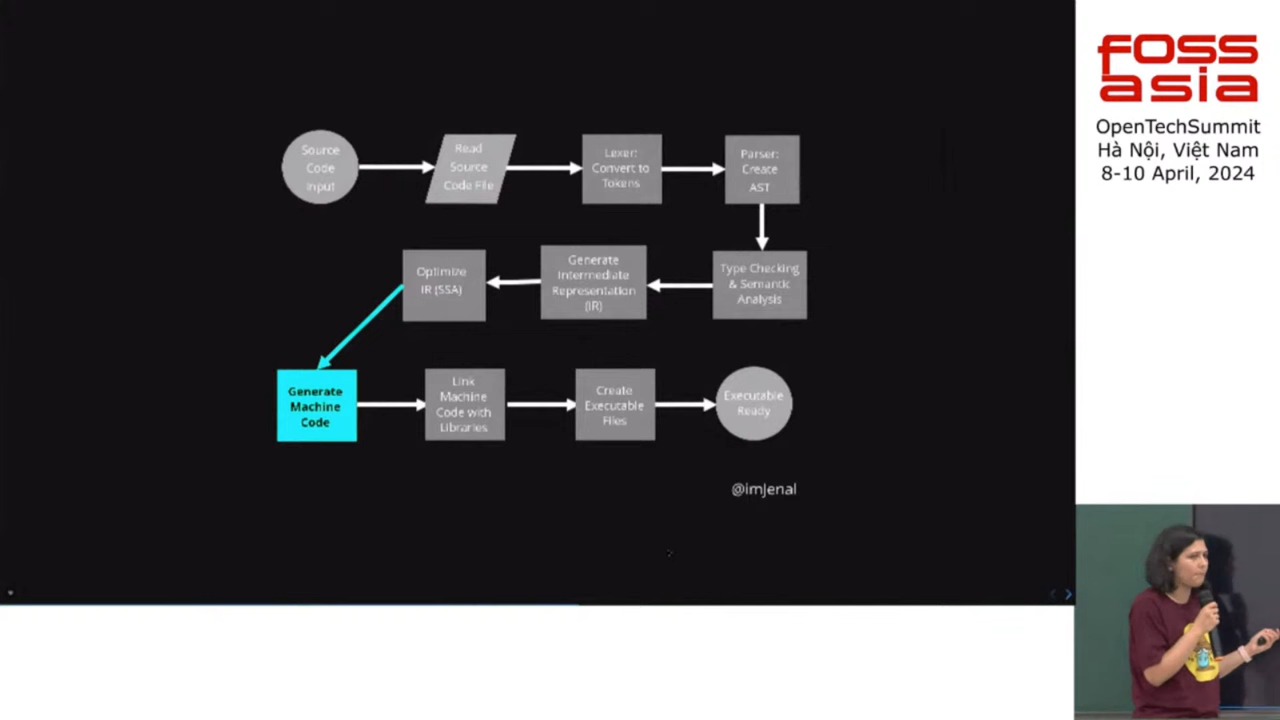 Source
Code
Input
Read
Source
Code File
Lexer:
Convert to
Tokens
Parser:
Create
AST
Optimize
IR (SSA)
Generate
Intermediate
Representation
(IR)
Type Checking
& Semantic
Analysis
Generate
Machine
Code
Link
Machine
Code with
Libraries
Create
Executable
Files
Executable
Ready
@imJenal
FOSS
asia
OpenTechSummit
Hà Nội, Việt Nam
8-10 April, 2024